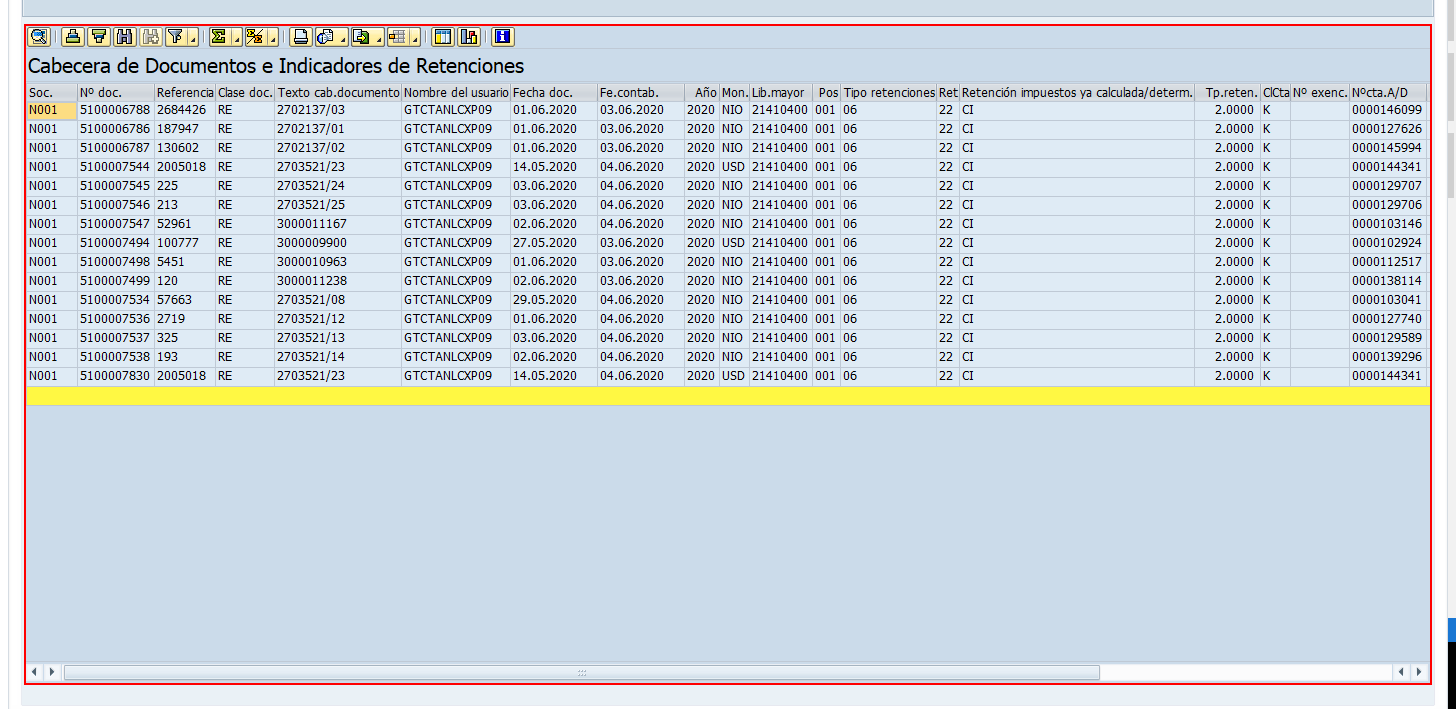 Cabecera de Documentos e Indicadores de Retenciones
Soc. Nº doc. Referencia Clase doc. Texto cab.documento Nombre del usuario Fecha doc. Fe.contab. Año Mon. Lib.mayor Pos Tipo retenciones Ret Retención impuestos ya calculada/determ. Tp.reten. ClCta Nº exenc. Nºcta.A/D
N001 5100006788 2684426 RE 2702137/03 GTCTANLCXP09 01.06.2020 03.06.2020 2020 NIO 21410400 001 06 22 CI 2.0000 K 0000146099
N001 5100006786 187947 RE 2702137/01 GTCTANLCXP09 01.06.2020 03.06.2020 2020 NIO 21410400 001 06 22 CI 2.0000 K 0000127626
N001 5100006787 130602 RE 2702137/02 GTCTANLCXP09 01.06.2020 03.06.2020 2020 NIO 21410400 001 06 22 CI 2.0000 K 0000145994
N001 5100007544 2005018 RE 2703521/23 GTCTANLCXP09 14.05.2020 04.06.2020 2020 USD 21410400 001 06 22 CI 2.0000 K 0000144341
N001 5100007545 225 RE 2703521/24 GTCTANLCXP09 03.06.2020 04.06.2020 2020 NIO 21410400 001 06 22 CI 2.0000 K 0000129707
N001 5100007546 213 RE 2703521/25 GTCTANLCXP09 03.06.2020 04.06.2020 2020 NIO 21410400 001 06 22 CI 2.0000 K 0000129706
N001 5100007547 52961 RE 3000011167 GTCTANLCXP09 02.06.2020 04.06.2020 2020 NIO 21410400 001 06 22 CI 2.0000 K 0000103146
N001 5100007494 100777 RE 3000009900 GTCTANLCXP09 27.05.2020 03.06.2020 2020 USD 21410400 001 06 22 CI 2.0000 K 0000102924
N001 5100007498 5451 RE 3000010963 GTCTANLCXP09 01.06.2020 03.06.2020 2020 NIO 21410400 001 06 22 CI 2.0000 K 0000112517
N001 5100007499 120 RE 3000011238 GTCTANLCXP09 02.06.2020 03.06.2020 2020 NIO 21410400 001 06 22 CI 2.0000 K 0000138114
N001 5100007534 57663 RE 2703521/08 GTCTANLCXP09 29.05.2020 04.06.2020 2020 NIO 21410400 001 06 22 CI 2.0000 K 0000103041
N001 5100007536 2719 RE 2703521/12 GTCTANLCXP09 01.06.2020 04.06.2020 2020 NIO 21410400 001 06 22 CI 2.0000 K 0000127740
N001 5100007537 325 RE 2703521/13 GTCTANLCXP09 03.06.2020 04.06.2020 2020 NIO 21410400 001 06 22 CI 2.0000 K 0000129589
N001 5100007538 193 RE 2703521/14 GTCTANLCXP09 02.06.2020 04.06.2020 2020 NIO 21410400 001 06 22 CI 2.0000 K 0000139296
N001 5100007830 2005018 RE 2703521/23 GTCTANLCXP09 14.05.2020 04.06.2020 2020 USD 21410400 001 06 22 CI 2.0000 K 0000144341